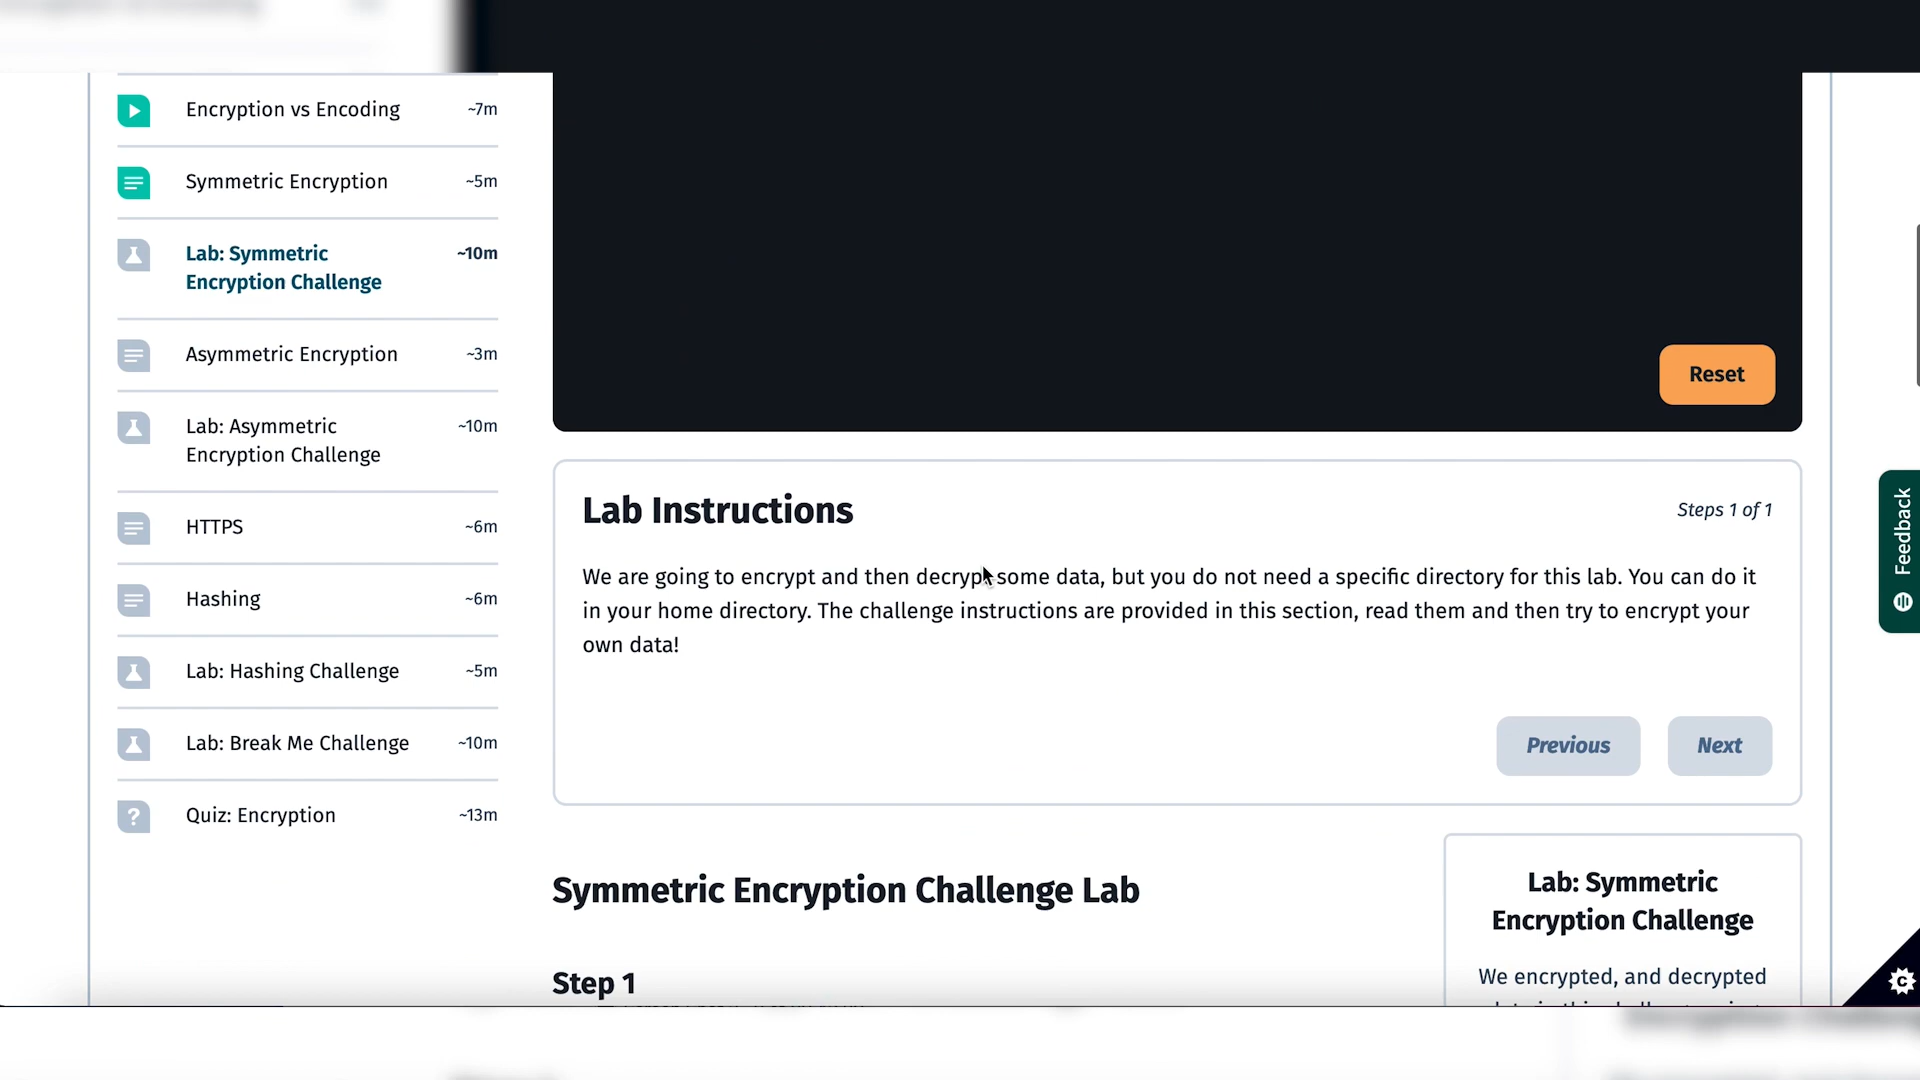 Encryption vs Encoding ~7m
Symmetric Encryption ~5m
Lab: Symmetric ~10m
Encryption Challenge
Asymmetric Encryption ~3m
Lab: Asymmetric ~10m
Encryption Challenge
HTTPS ~6m
Hashing ~6m
Lab: Hashing Challenge ~5m
Lab: Break Me Challenge ~10m
Quiz: Encryption ~13m
Reset
Lab Instructions
Steps 1 of 1
We are going to encrypt and then decrypt some data, but you do not need a specific directory for this lab. You can do it
in your home directory. The challenge instructions are provided in this section, read them and then try to encrypt your
own data!
Previous
Next
Symmetric Encryption Challenge Lab
Step 1
Lab: Symmetric
Encryption Challenge
We encrypted, and decrypted
Feedback